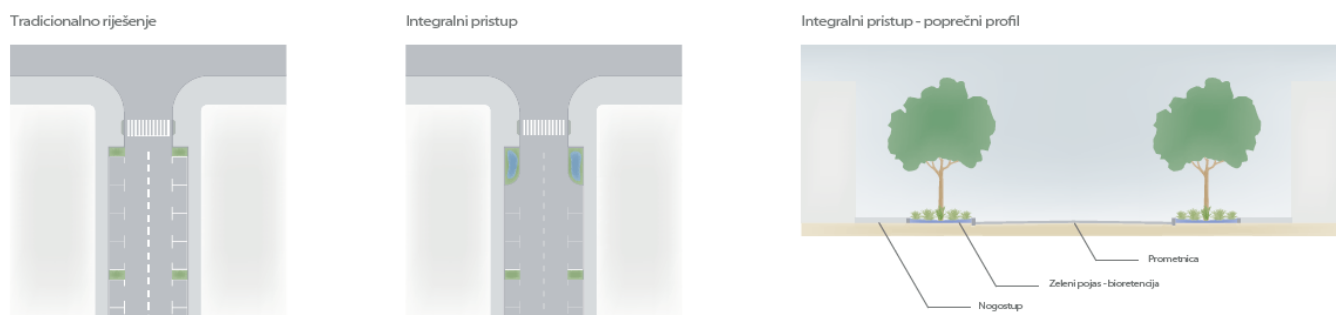 Tradicionalno riješenje
Integralni pristup
Integralni pristup - poprečni profil
Prometnica
Zeleni pojas - bioretencija
Nogostup